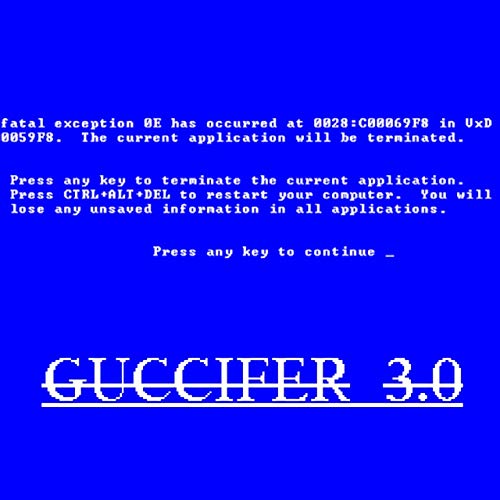 fatal exception 0E has occurred at 0028:C00069F8 in VxD
0059F8. The current application will be terminated.
Press any key to terminate the current application.
Press CTRL+ALT+DEL to restart your computer. You will
lose any unsaved information in all applications.
Press any key to continue _
GUCCIFER 3.0